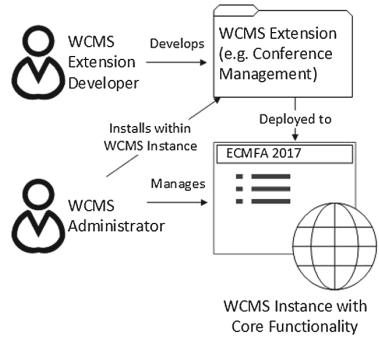 WCMS
Extension
Developer
Develops
WCMS Extension
(e.g. Conference
Management)
Installs within
WCMS Instance
Deployed to
ECMFA 2017
WCMS
Administrator
Manages
WCMS Instance with
Core Functionality